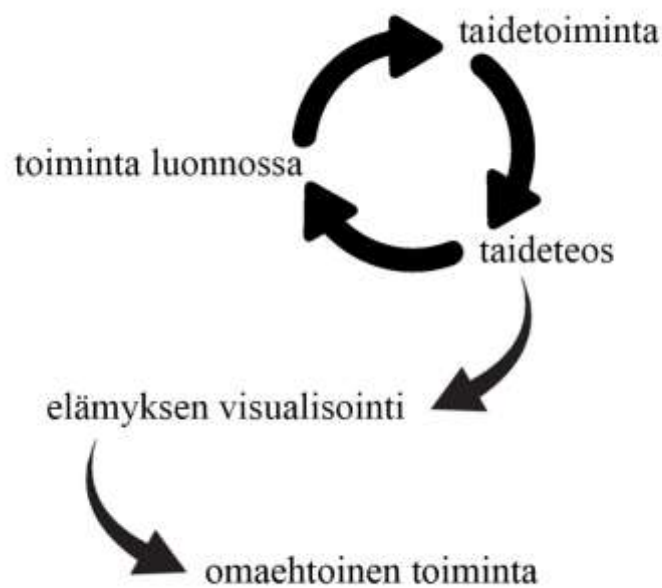 taidetoiminta
toiminta luonnossa
taideteos
elämyksen visualisointi
omaehtoinen toiminta